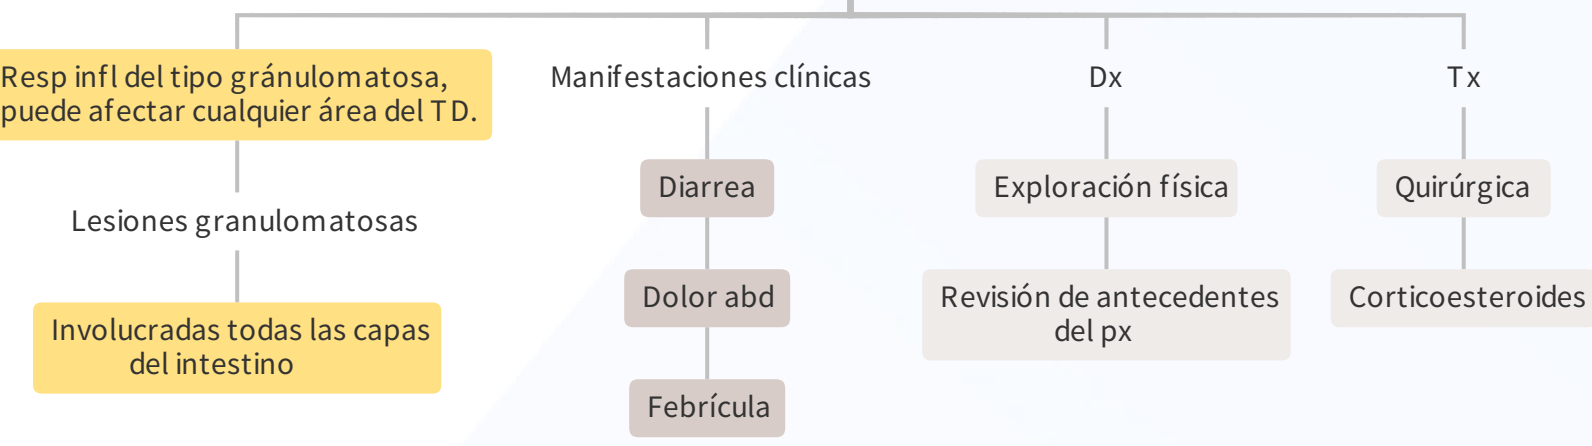 Resp infl del tipo gránulomatosa,
puede afectar cualquier área del TD.
Lesiones granulomatosas
Involucradas todas las capas
del intestino
Manifestaciones clínicas
Diarrea
Dolor abd
Febrícula
Dx
Exploración física
Revisión de antecedentes
del px
Tx
Quirúrgica
Corticoesteroides